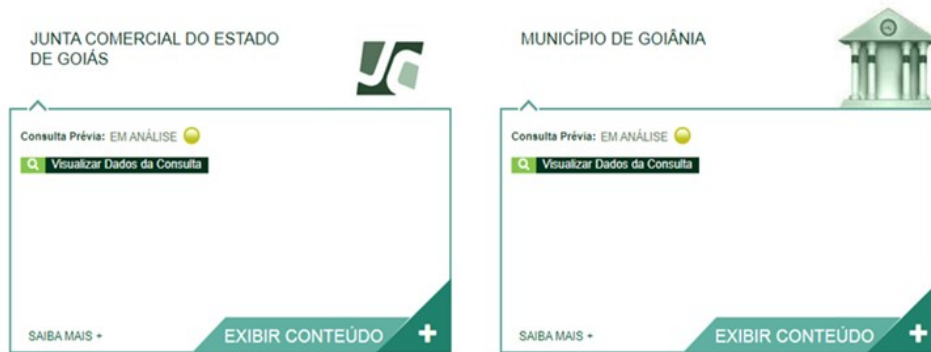 JUNTA COMERCIAL DO ESTADO
DE GOIÁS
JC
Consulta Prévia: EM ANÁLISE
Visualizar Dados da Consulta
SAIBA MAIS +
EXIBIR CONTEÚDO +
MUNICÍPIO DE GOIÂNIA
Consulta Prévia: EM ANÁLISE
Visualizar Dados da Consulta
SAIBA MAIS +
EXIBIR CONTEÚDO +